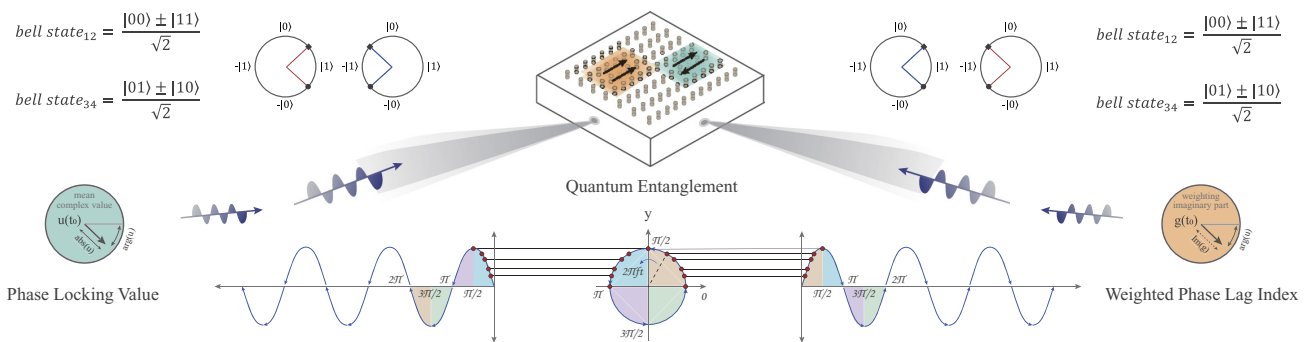 bell state₁₂ = |00⟩ ± |11⟩ / √2
bell state₃₄ = |01⟩ ± |10⟩ / √2
|0⟩
-|1⟩
|1⟩
-|0⟩
|0⟩
-|1⟩
|1⟩
-|0⟩
|0⟩
-|1⟩
|1⟩
-|0⟩
|0⟩
-|1⟩
|1⟩
-|0⟩
bell state₁₂ = |00⟩ ± |11⟩ / √2
bell state₃₄ = |01⟩ ± |10⟩ / √2
Quantum Entanglement
mean
complex value
u(t₀)
abs(u)
arg(u)
Phase Locking Value
weighting
imaginary part
g(t₀)
Im(g)
arg(u)
Weighted Phase Lag Index
2π
3π/2
π
π/2
y
π/2
2πft
π
0
3π/2
π/2
π
3π/2
2π